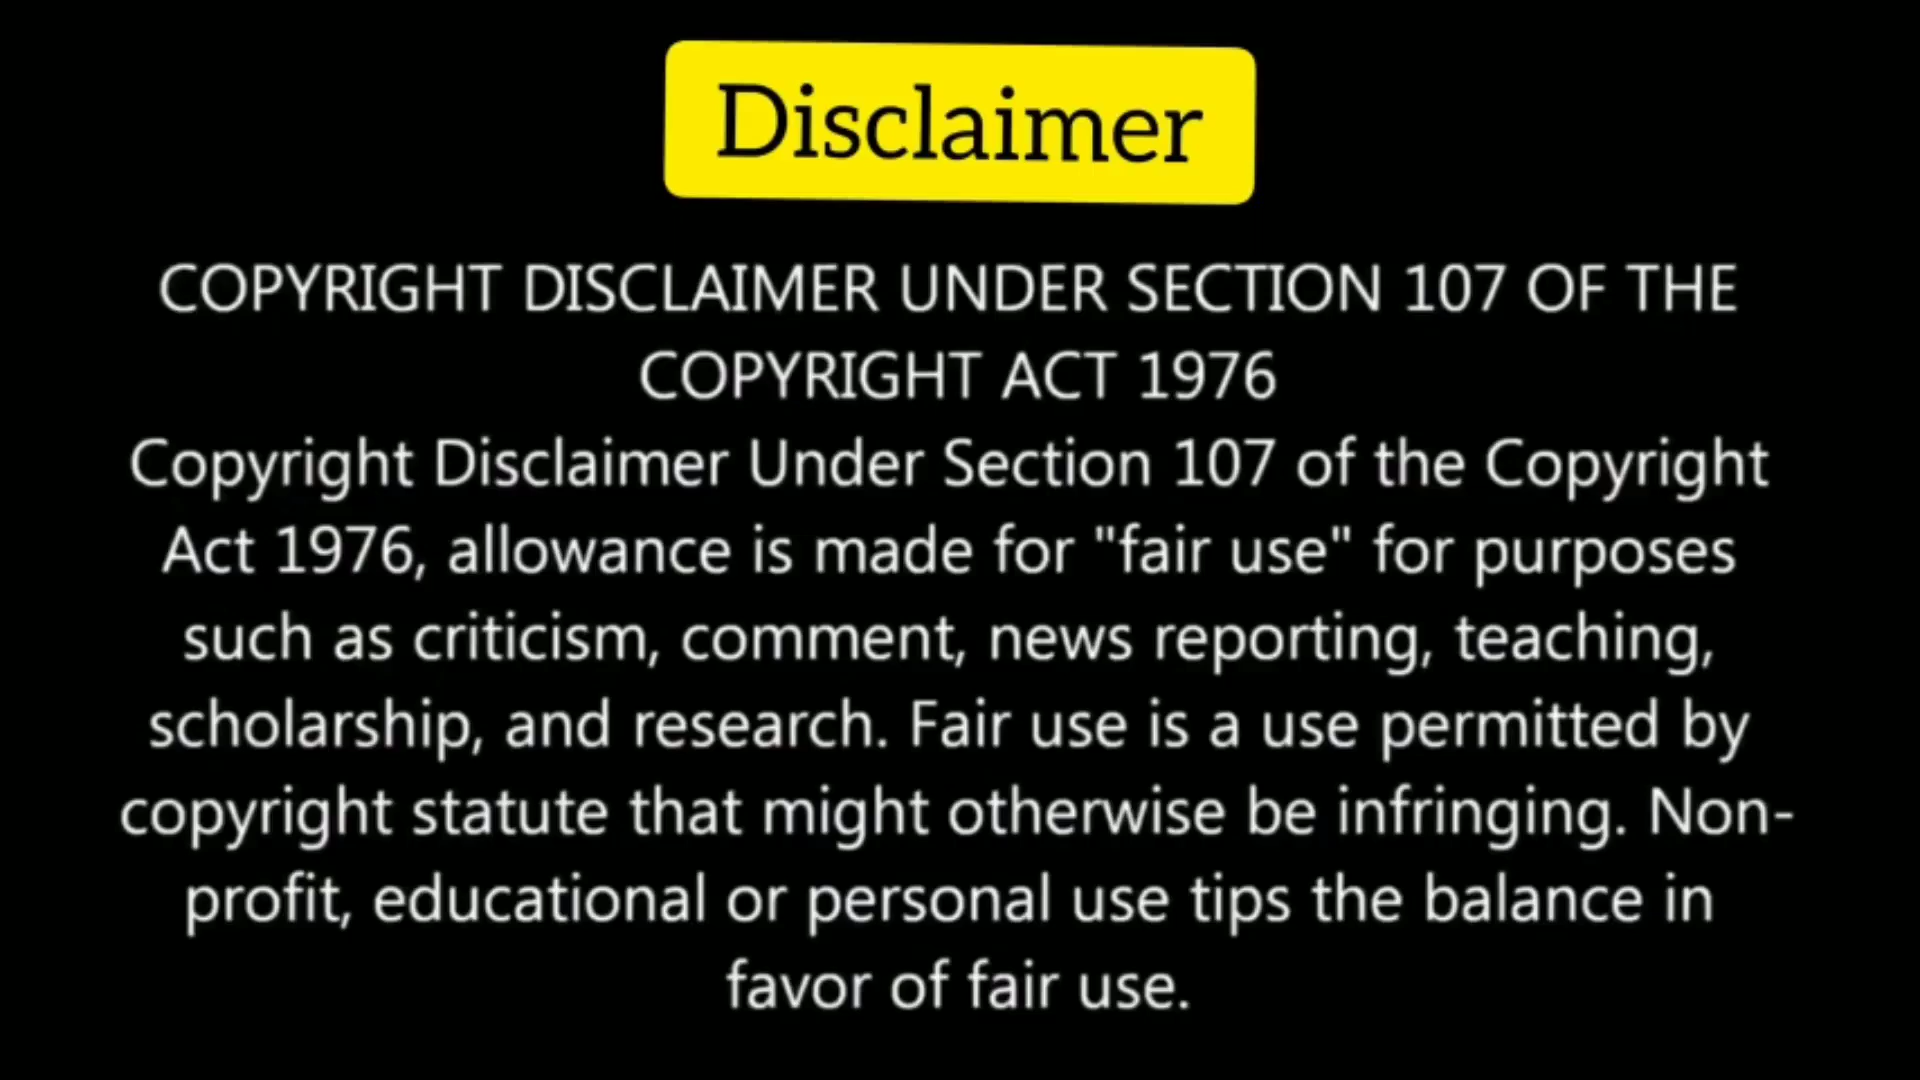 Disclaimer
COPYRIGHT DISCLAIMER UNDER SECTION 107 OF THE
COPYRIGHT ACT 1976
Copyright Disclaimer Under Section 107 of the Copyright
Act 1976, allowance is made for "fair use" for purposes
such as criticism, comment, news reporting, teaching,
scholarship, and research. Fair use is a use permitted by
copyright statute that might otherwise be infringing. Non-
profit, educational or personal use tips the balance in
favor of fair use.